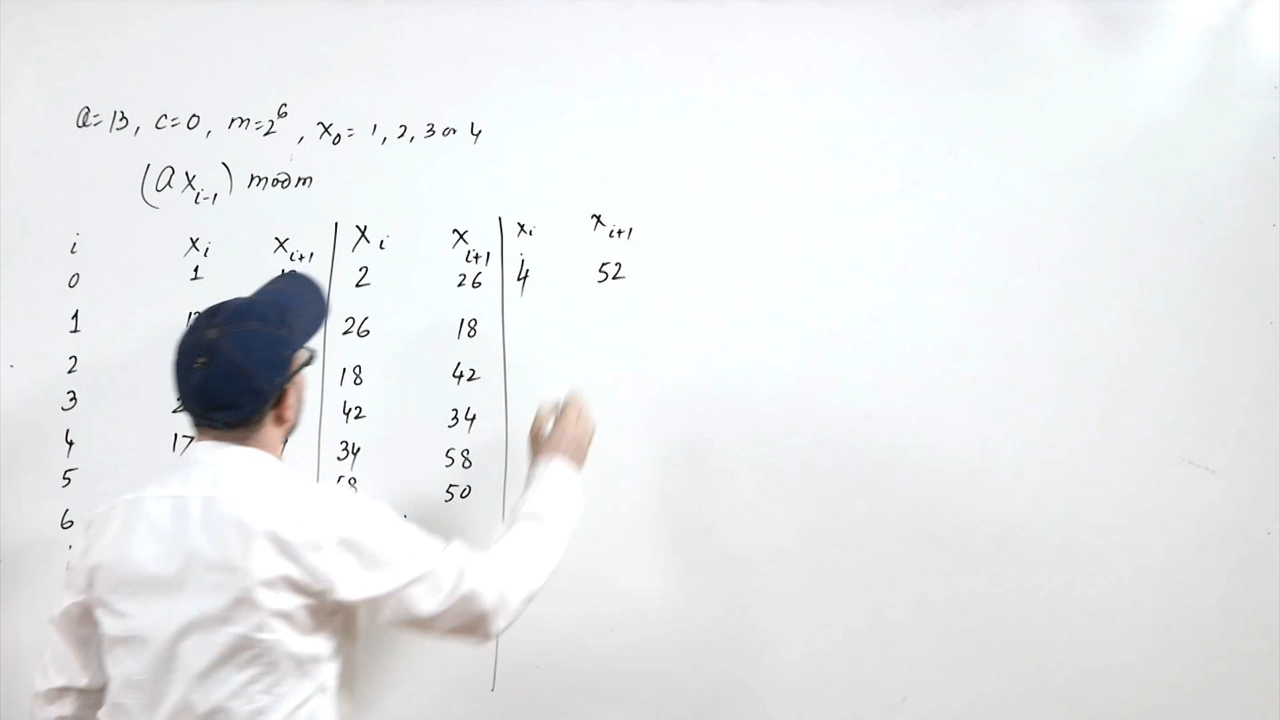 a=13, c=0, m=2^6, x_0= 1, 2, 3 or 4
(a x_{i-1}) mod m
i x_i x_{i+1} x_i x_{i+1} x_i x_{i+1}
0 1 2 26 4 52
1 26 18
2 18 42
3 42 34
4 17 34 58
5 58 50
6